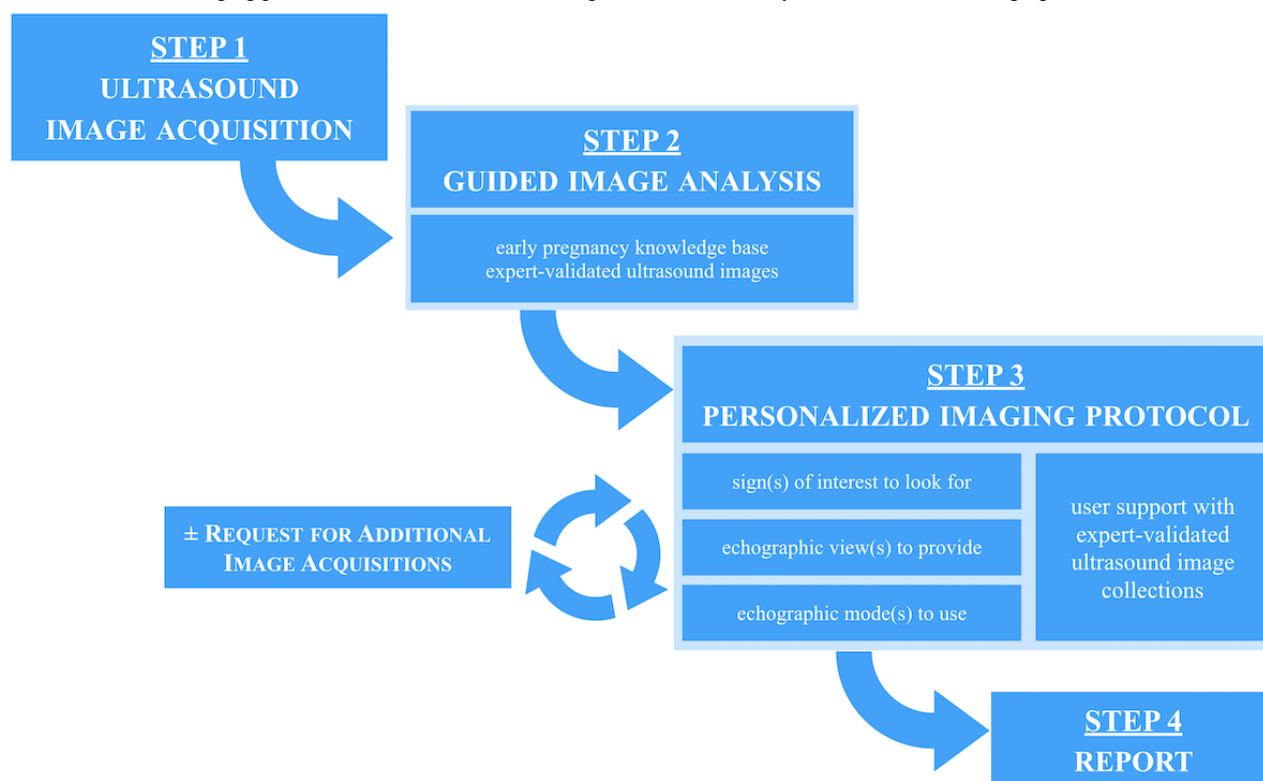 STEP 1
ULTRASOUND
IMAGE ACQUISITION
STEP 2
GUIDED IMAGE ANALYSIS
early pregnancy knowledge base
expert-validated ultrasound images
STEP 3
PERSONALIZED IMAGING PROTOCOL
sign(s) of interest to look for
echographic view(s) to provide
echographic mode(s) to use
user support with
expert-validated
ultrasound image
collections
± REQUEST FOR ADDITIONAL
IMAGE ACQUISITIONS
STEP 4
REPORT